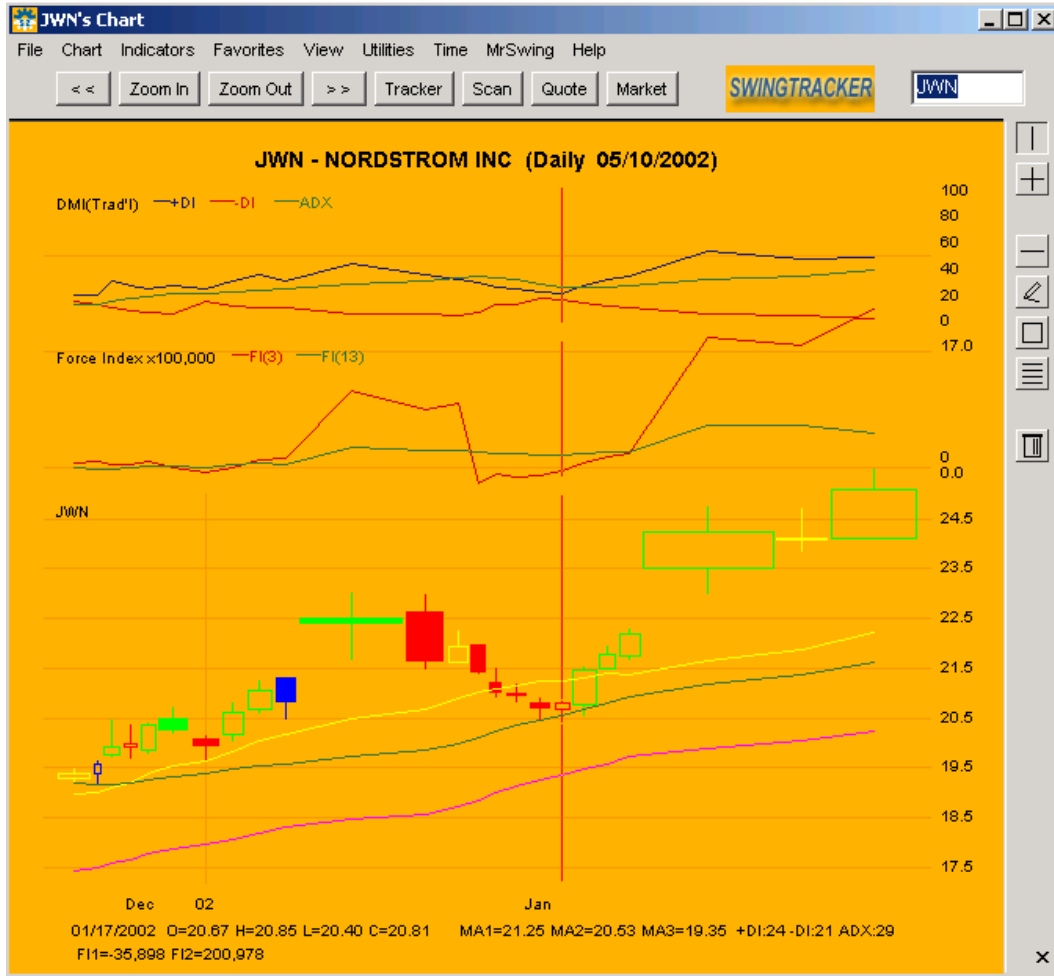 JWN's Chart
File Chart Indicators Favorites View Utilities Time MrSwing Help
<< Zoom In Zoom Out >> Tracker Scan Quote Market SWINGTRACKER JWN
JWN - NORDSTROM INC (Daily 05/10/2002)
DMI(Trad'l) +DI -DI ADX
100
80
60
40
20
0
Force Index x100,000 FI(3) FI(13)
17.0
0
0.0
JWN
24.5
23.5
22.5
21.5
20.5
19.5
18.5
17.5
Dec 02 Jan
01/17/2002 O=20.67 H=20.85 L=20.40 C=20.81 MA1=21.25 MA2=20.53 MA3=19.35 +DI:24 -DI:21 ADX:29
FI1=-35,898 FI2=200,978